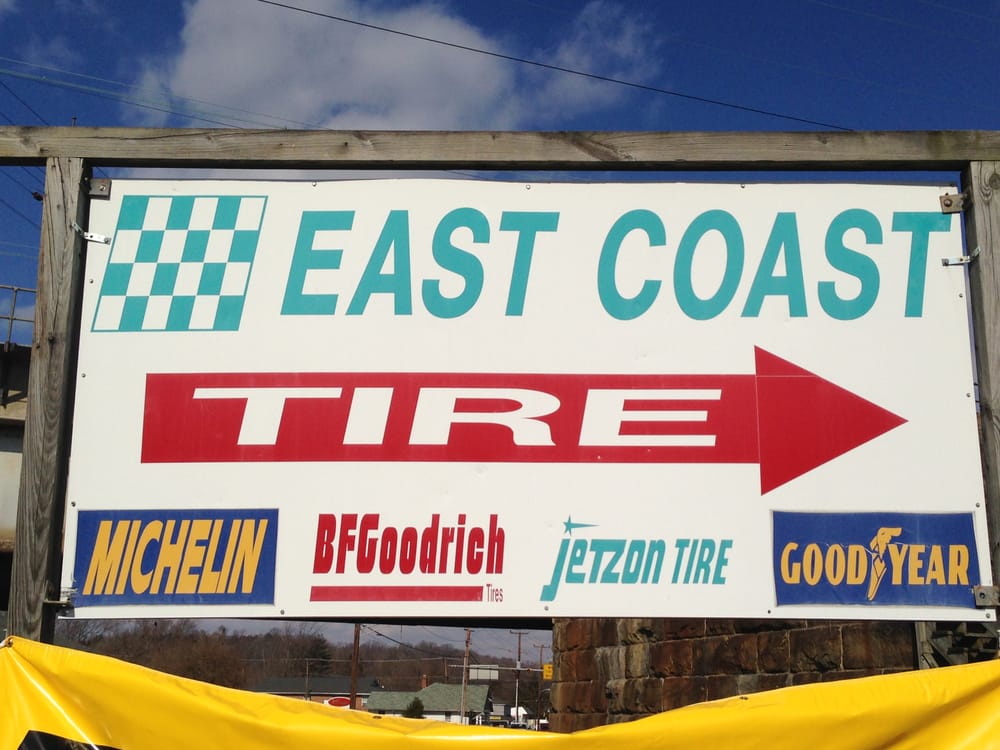 EAST COAST
TIRE
MICHELIN
BFGoodrich
Tires
jetzon TIRE
GOODYEAR